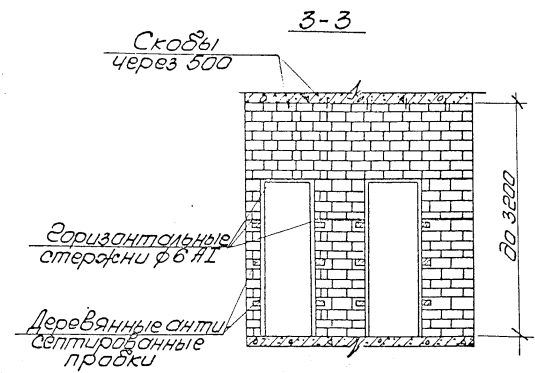 3-3
Скобы
через 500
Горизонтальные
стержни ф6 АI
Деревянные анти
септированные
пробки
до 3200